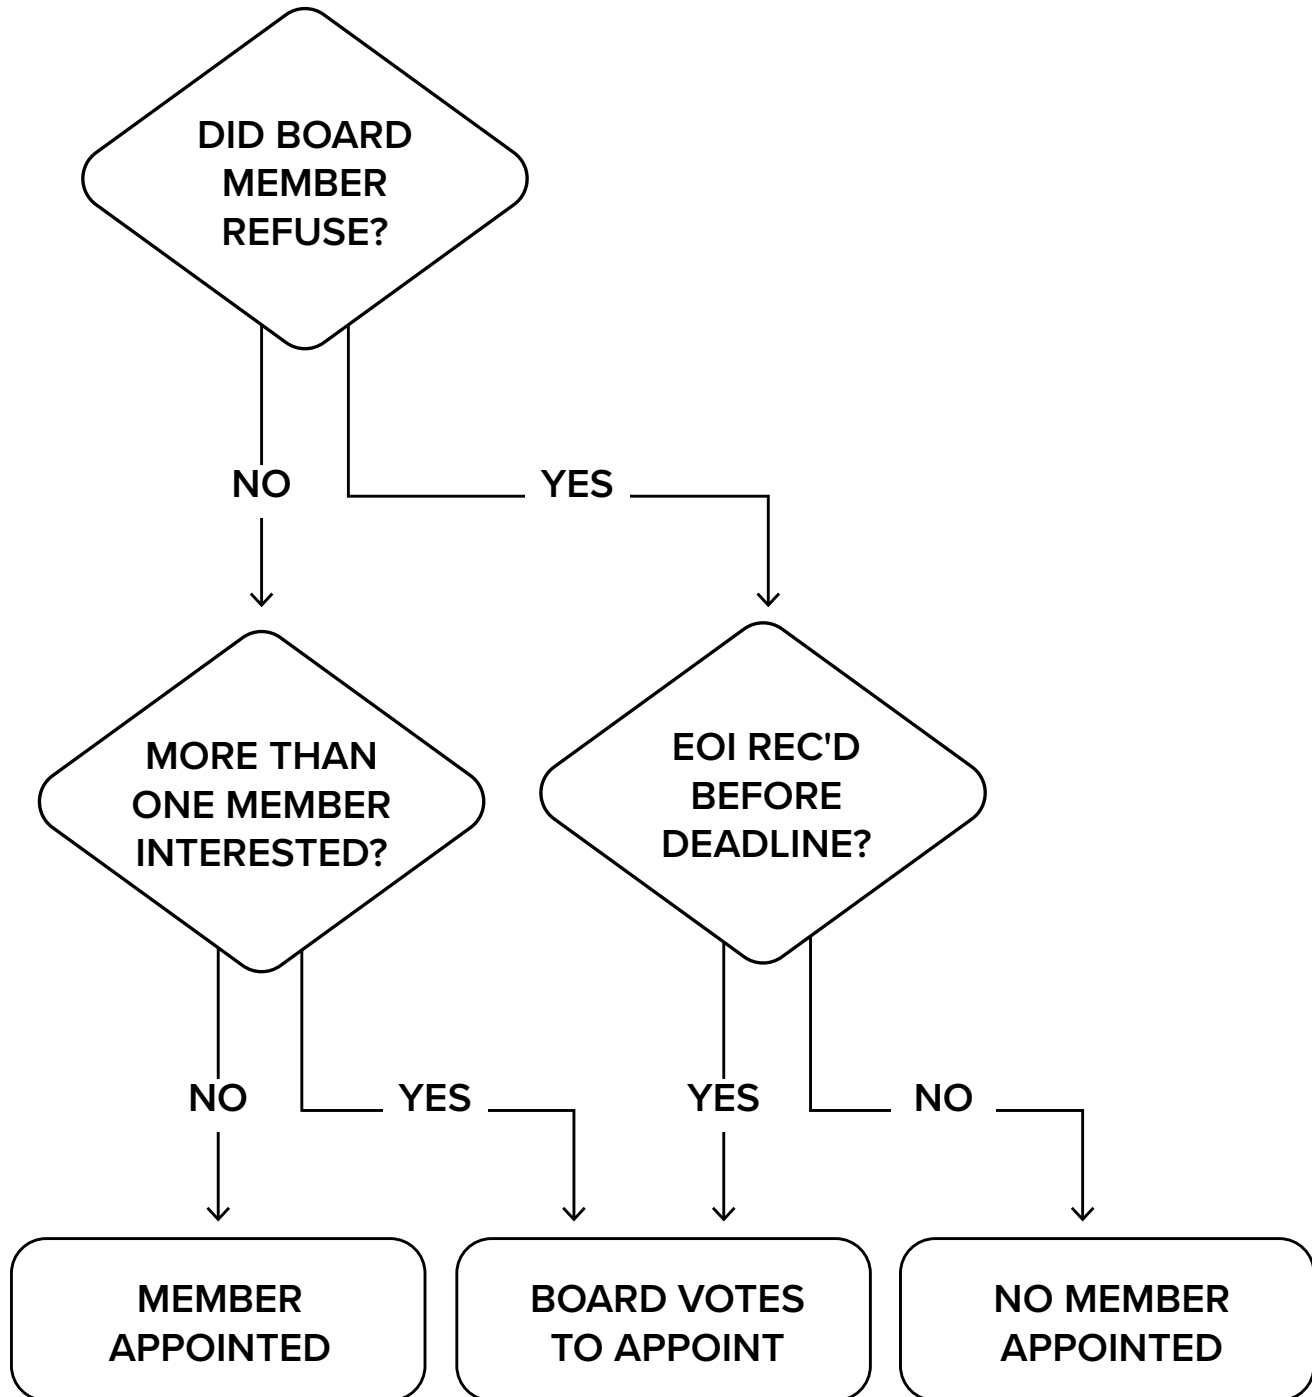 DID BOARD
MEMBER
REFUSE?
NO
YES
MORE THAN
ONE MEMBER
INTERESTED?
EOI REC'D
BEFORE
DEADLINE?
NO
YES
YES
NO
MEMBER
APPOINTED
BOARD VOTES
TO APPOINT
NO MEMBER
APPOINTED